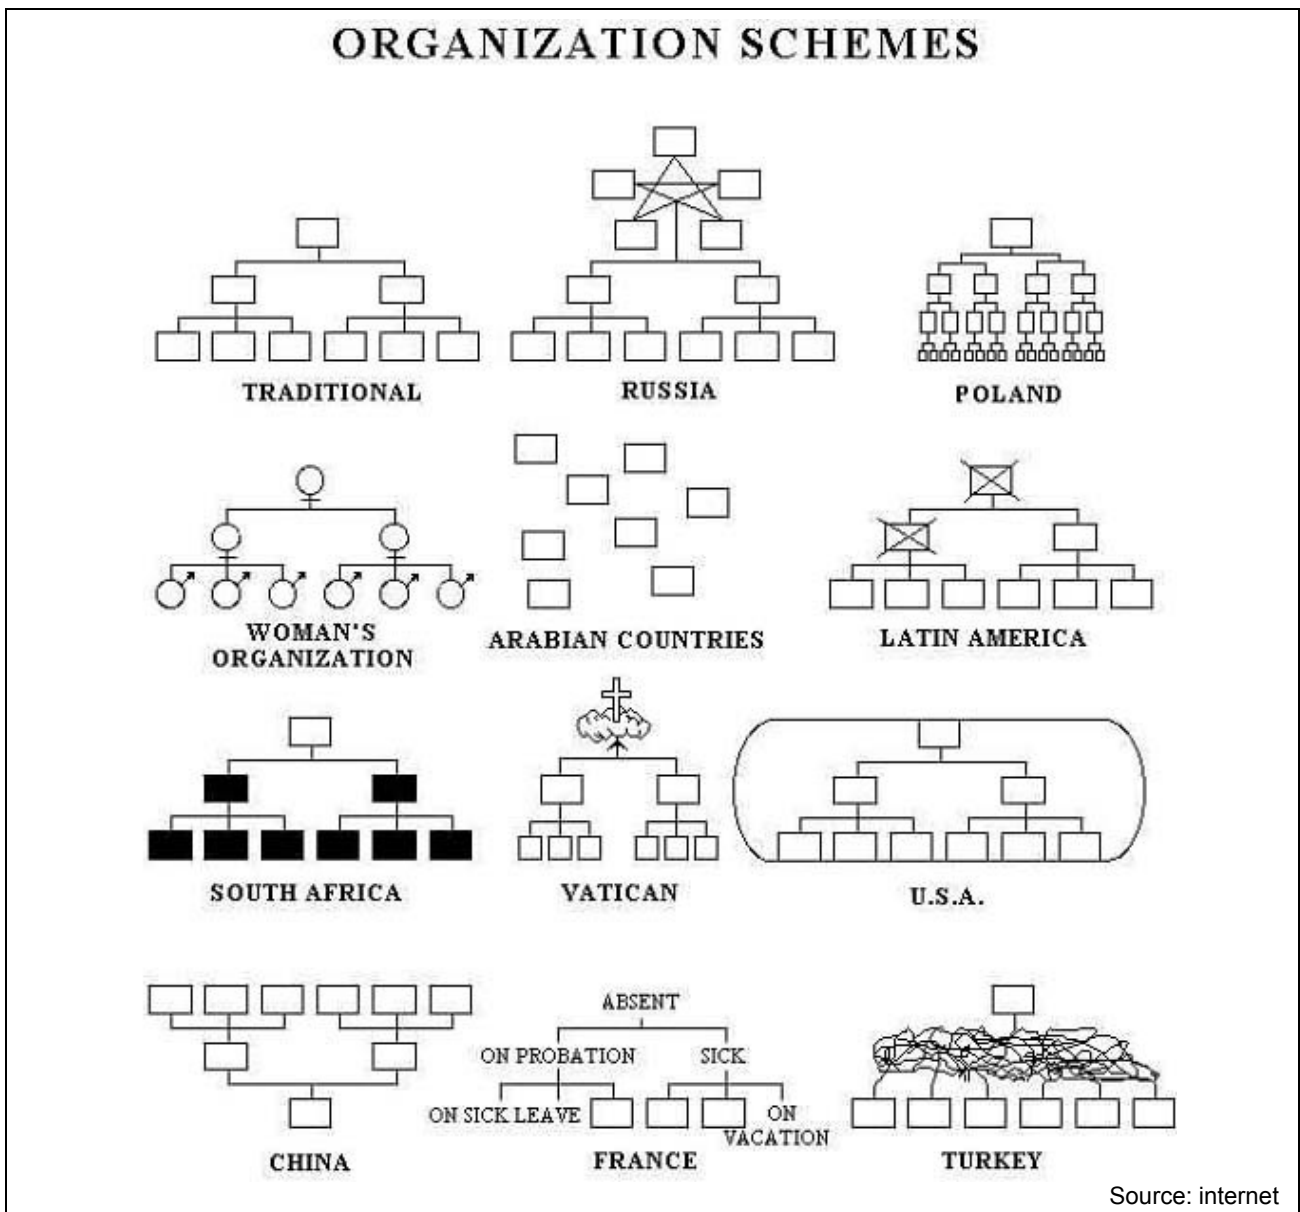 ORGANIZATION SCHEMES
TRADITIONAL
RUSSIA
POLAND
WOMAN'S
ORGANIZATION
ARABIAN COUNTRIES
LATIN AMERICA
SOUTH AFRICA
VATICAN
U.S.A.
ABSENT
ON PROBATION
SICK
ON SICK LEAVE
ON
VACATION
CHINA
FRANCE
TURKEY
Source: internet